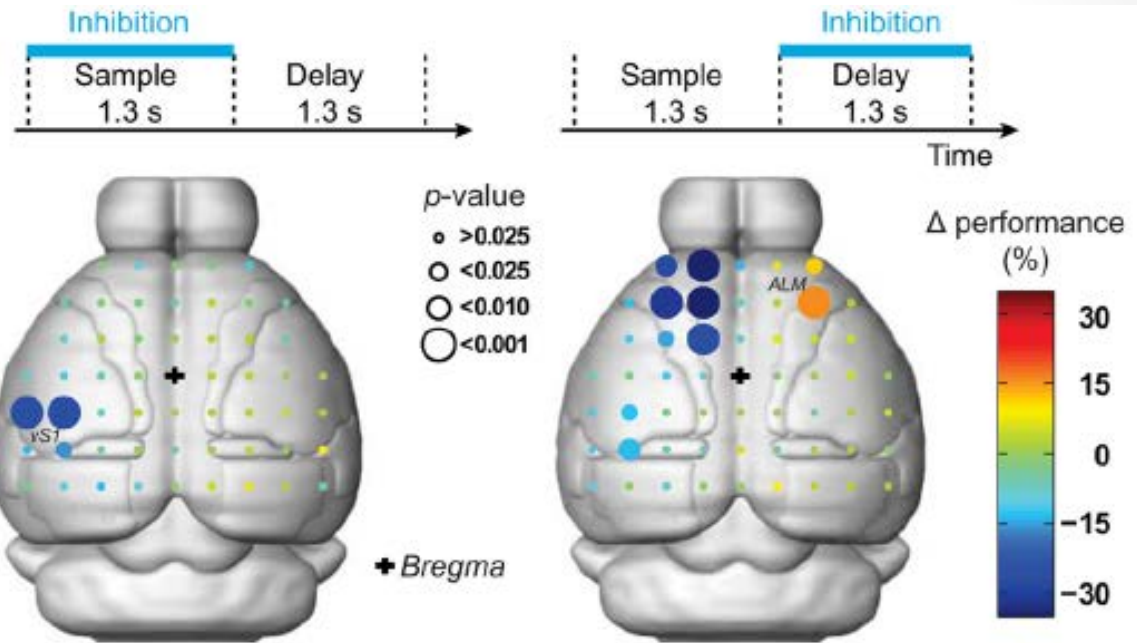 Inhibition
Sample
1.3 s
Delay
1.3 s
Inhibition
Sample
1.3 s
Delay
1.3 s
Time
p-value
>0.025
<0.025
<0.010
<0.001
vS1
Bregma
ALM
Δ performance
(%)
30
15
0
−15
−30